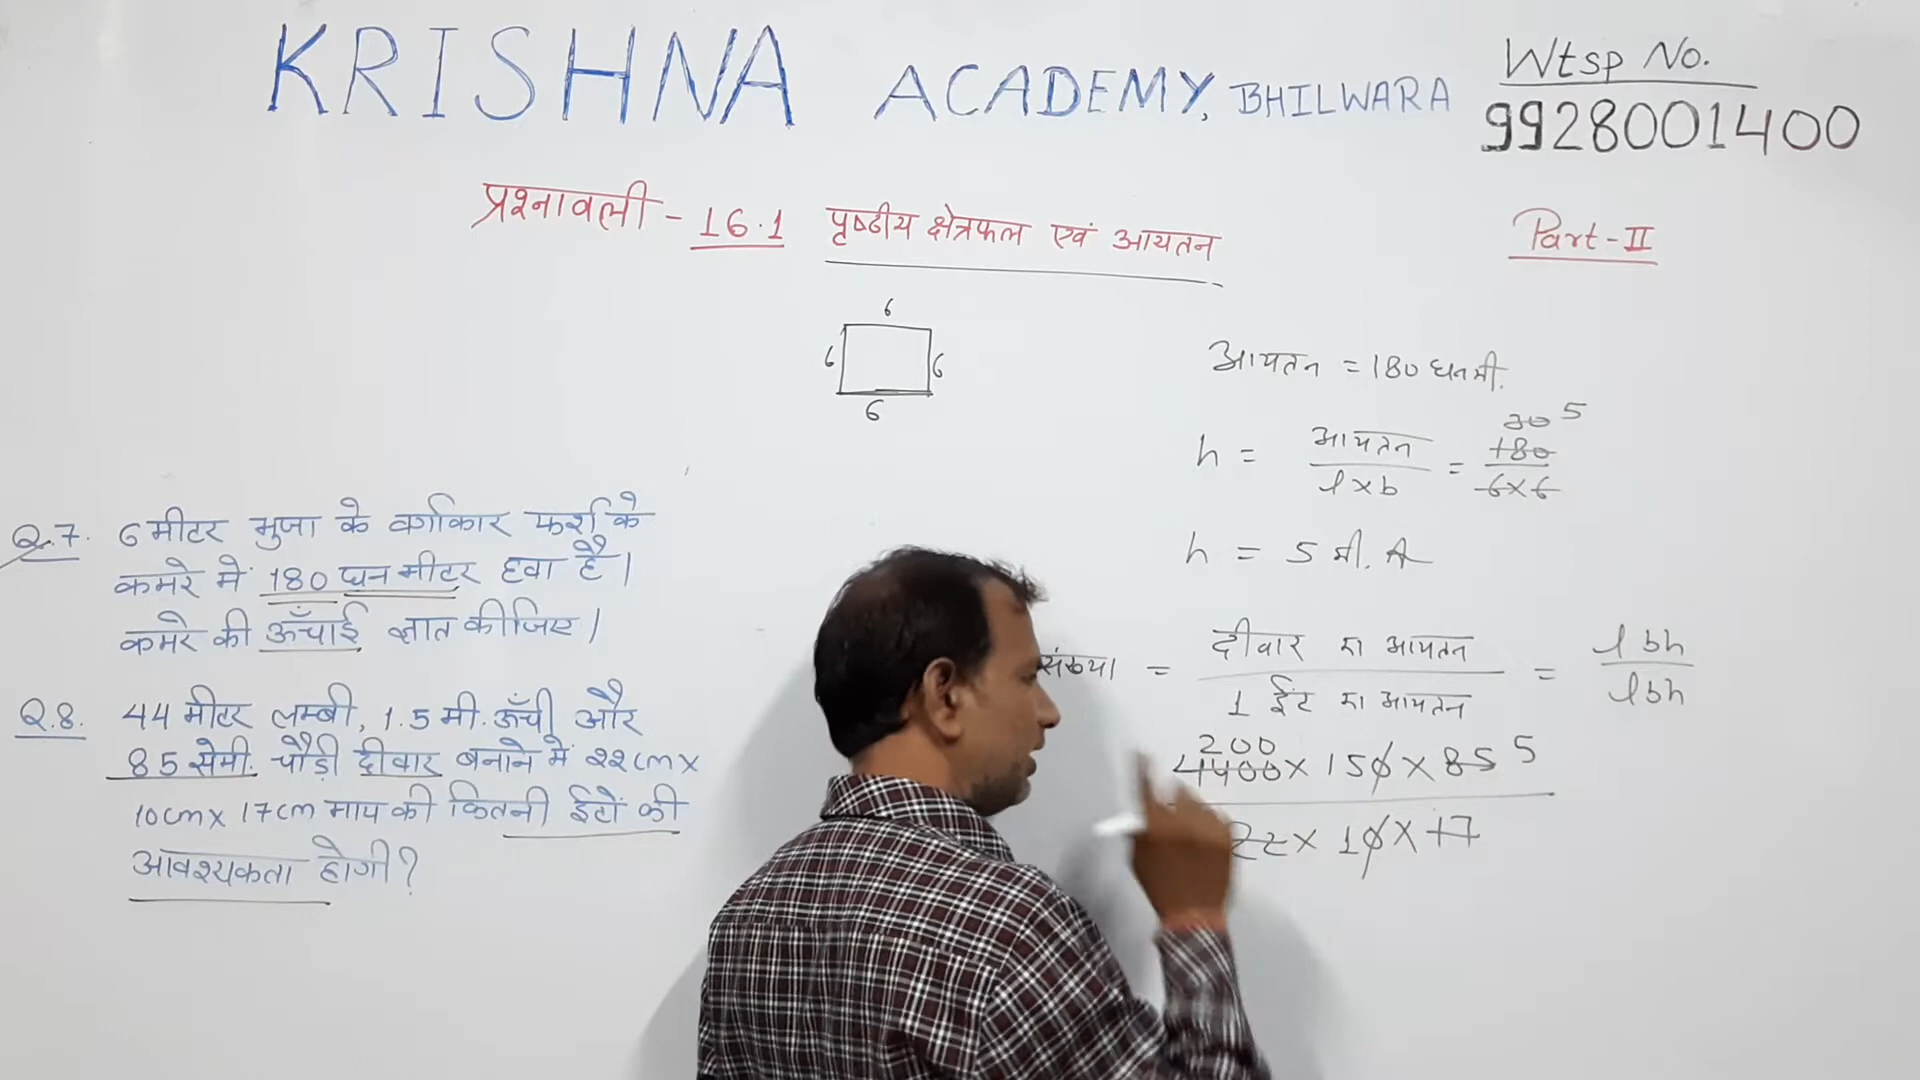 KRISHNA ACADEMY, BHILWARA
Wtsp No.
9928001400
प्रश्नावली - 16.1 पृष्ठीय क्षेत्रफल एवं आयतन
Part-II
6
6 6
6
Q.7. 6 मीटर भुजा के वर्गाकार फर्श के
कमरे में 180 घन मीटर हवा है।
कमरे की ऊँचाई ज्ञात कीजिए।
Q.8. 44 मीटर लम्बी, 1.5 मी. ऊँची और
85 सेमी. चौड़ी दीवार बनाने में 22cm x
10cm x 17cm माप की कितनी ईटों की
आवश्यकता होगी?
आयतन = 180 घन मी.
30 5
h = आयतन / l x b = 180 / 6x6
h = 5 मी. A
संख्या = दीवार का आयतन / 1 ईंट का आयतन = lbh / lbh
200
4400 x 150 x 85 5
22 x 10 x 17